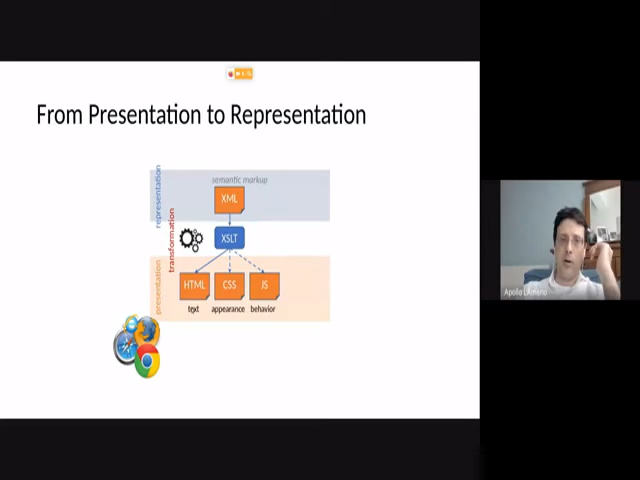 From Presentation to Representation
representation
semantic markup
XML
transformation
XSLT
presentation
HTML
CSS
JS
text
appearance
behavior